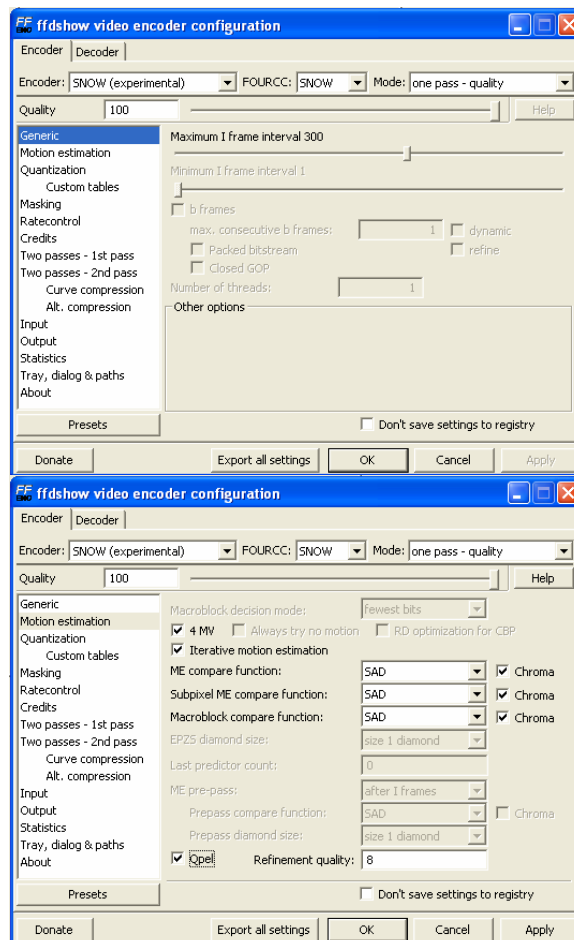 FF ENG ffdshow video encoder configuration
Encoder Decoder
Encoder: SNOW (experimental) FOURCC: SNOW Mode: one pass - quality
Quality 100 Help
Generic
Motion estimation
Quantization
Custom tables
Masking
Ratecontrol
Credits
Two passes - 1st pass
Two passes - 2nd pass
Curve compression
Alt. compression
Input
Output
Statistics
Tray, dialog & paths
About
Maximum I frame interval 300
Minimum I frame interval 1
b frames
max. consecutive b frames: 1 dynamic
Packed bitstream refine
Closed GOP
Number of threads: 1
Other options
Presets Don't save settings to registry
Donate Export all settings OK Cancel Apply
FF ENG ffdshow video encoder configuration
Encoder Decoder
Encoder: SNOW (experimental) FOURCC: SNOW Mode: one pass - quality
Quality 100 Help
Generic
Motion estimation
Quantization
Custom tables
Masking
Ratecontrol
Credits
Two passes - 1st pass
Two passes - 2nd pass
Curve compression
Alt. compression
Input
Output
Statistics
Tray, dialog & paths
About
Macroblock decision mode: fewest bits
4 MV Always try no motion RD optimization for CBP
Iterative motion estimation
ME compare function: SAD Chroma
Subpixel ME compare function: SAD Chroma
Macroblock compare function: SAD Chroma
EPZS diamond size: size 1 diamond
Last predictor count: 0
ME pre-pass: after I frames
Prepass compare function: SAD Chroma
Prepass diamond size: size 1 diamond
Qpel Refinement quality: 8
Presets Don't save settings to registry
Donate Export all settings OK Cancel Apply